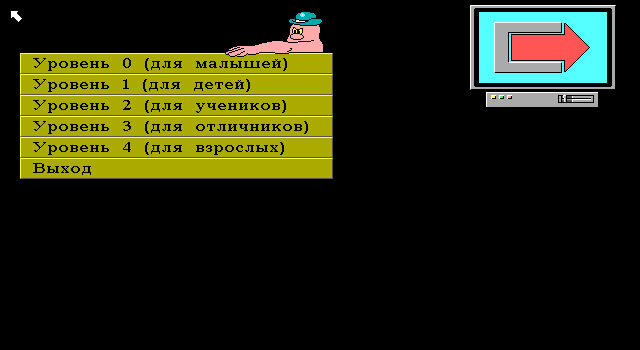 Уровень 0 (для малышей)
Уровень 1 (для детей)
Уровень 2 (для учеников)
Уровень 3 (для отличников)
Уровень 4 (для взрослых)
Выход